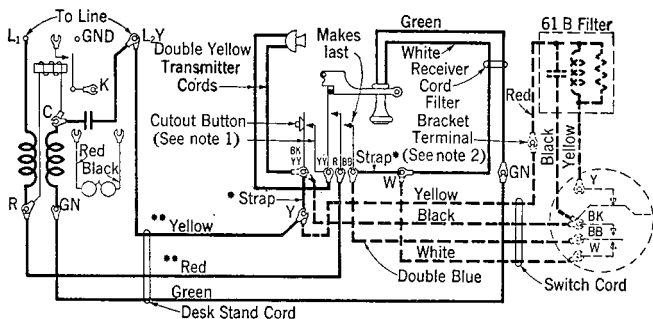 To Line
Green
61 B Filter
L1
GND
L2Y
Double Yellow
Transmitter
Cords
Makes
last
White
Receiver
Cord
Filter
K
C
Cutout Button
(See note 1)
Bracket
Terminal
(See note 2)
Red
Black
Yellow
Red
Black
BK
YY
YY
R
BB
Strap*
W
GN
Y
R
GN
* Strap
Y
Yellow
Black
BK
BB
W
** Yellow
White
** Red
Double Blue
Switch Cord
Green
Desk Stand Cord